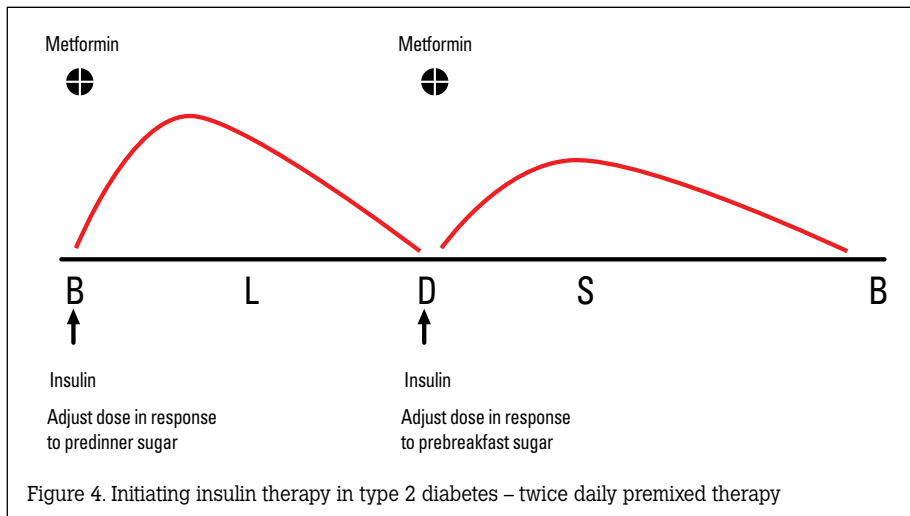 Metformin
Metformin
B
L
D
S
B
Insulin
Adjust dose in response
to predinner sugar
Insulin
Adjust dose in response
to prebreakfast sugar
Figure 4. Initiating insulin therapy in type 2 diabetes – twice daily premixed therapy